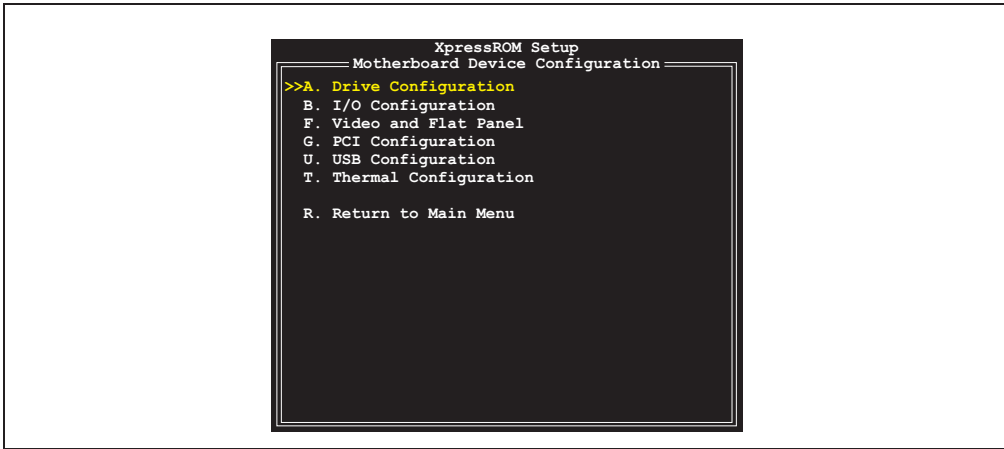 XpressROM Setup
Motherboard Device Configuration
>>A. Drive Configuration
B. I/O Configuration
F. Video and Flat Panel
G. PCI Configuration
U. USB Configuration
T. Thermal Configuration
R. Return to Main Menu